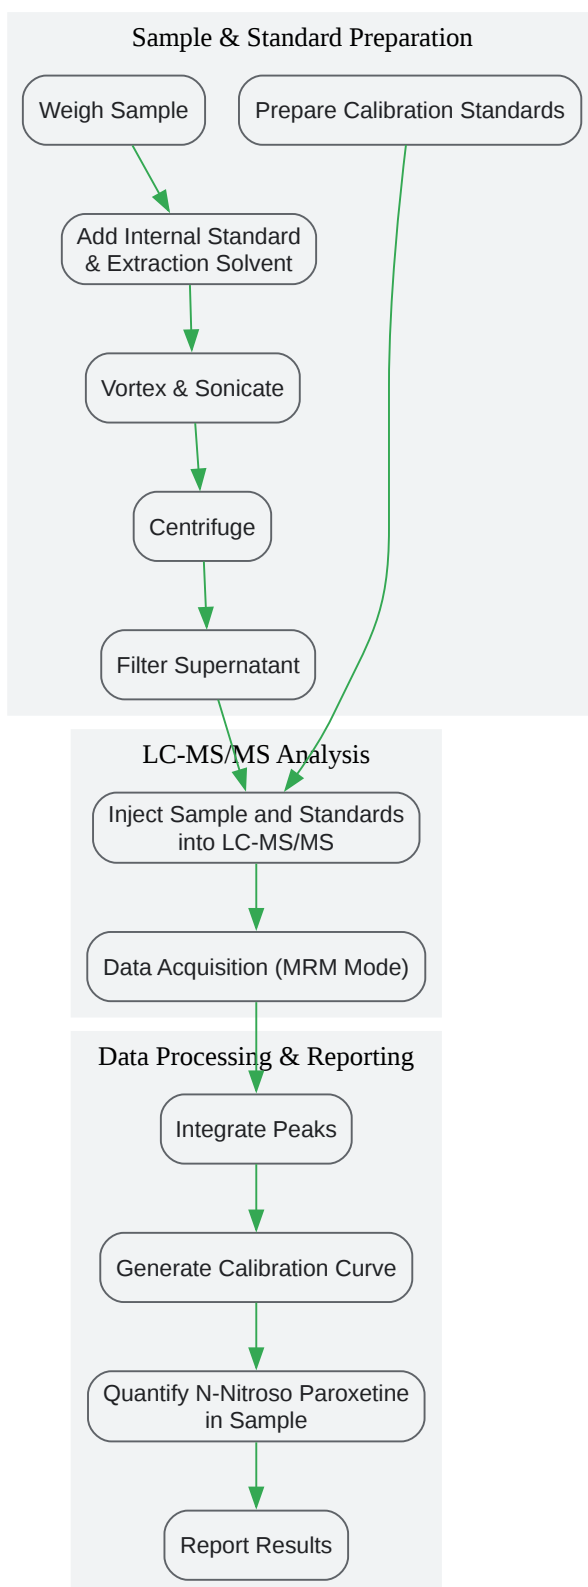 Sample & Standard Preparation
Weigh Sample
Prepare Calibration Standards
Add Internal Standard
& Extraction Solvent
Vortex & Sonicate
Centrifuge
Filter Supernatant
LC-MS/MS Analysis
Inject Sample and Standards
into LC-MS/MS
Data Acquisition (MRM Mode)
Data Processing & Reporting
Integrate Peaks
Generate Calibration Curve
Quantify N-Nitroso Paroxetine
in Sample
Report Results